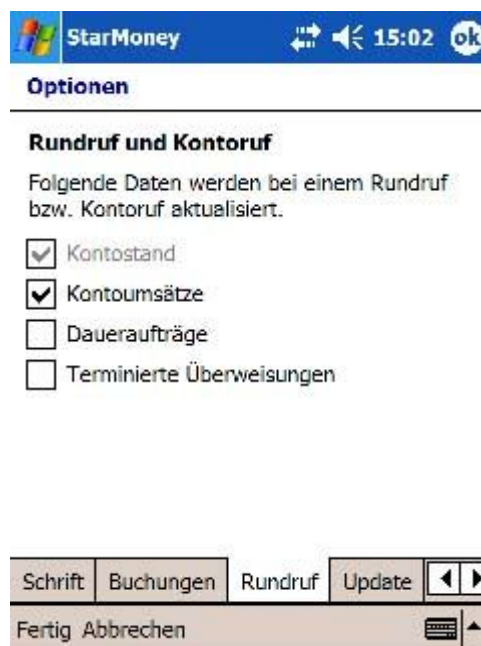 StarMoney 15:02 ok
Optionen
Rundruf und Kontoruf
Folgende Daten werden bei einem Rundruf
bzw. Kontoruf aktualisiert.
Kontostand
Kontoumsätze
Daueraufträge
Terminierte Überweisungen
Schrift Buchungen Rundruf Update
Fertig Abbrechen